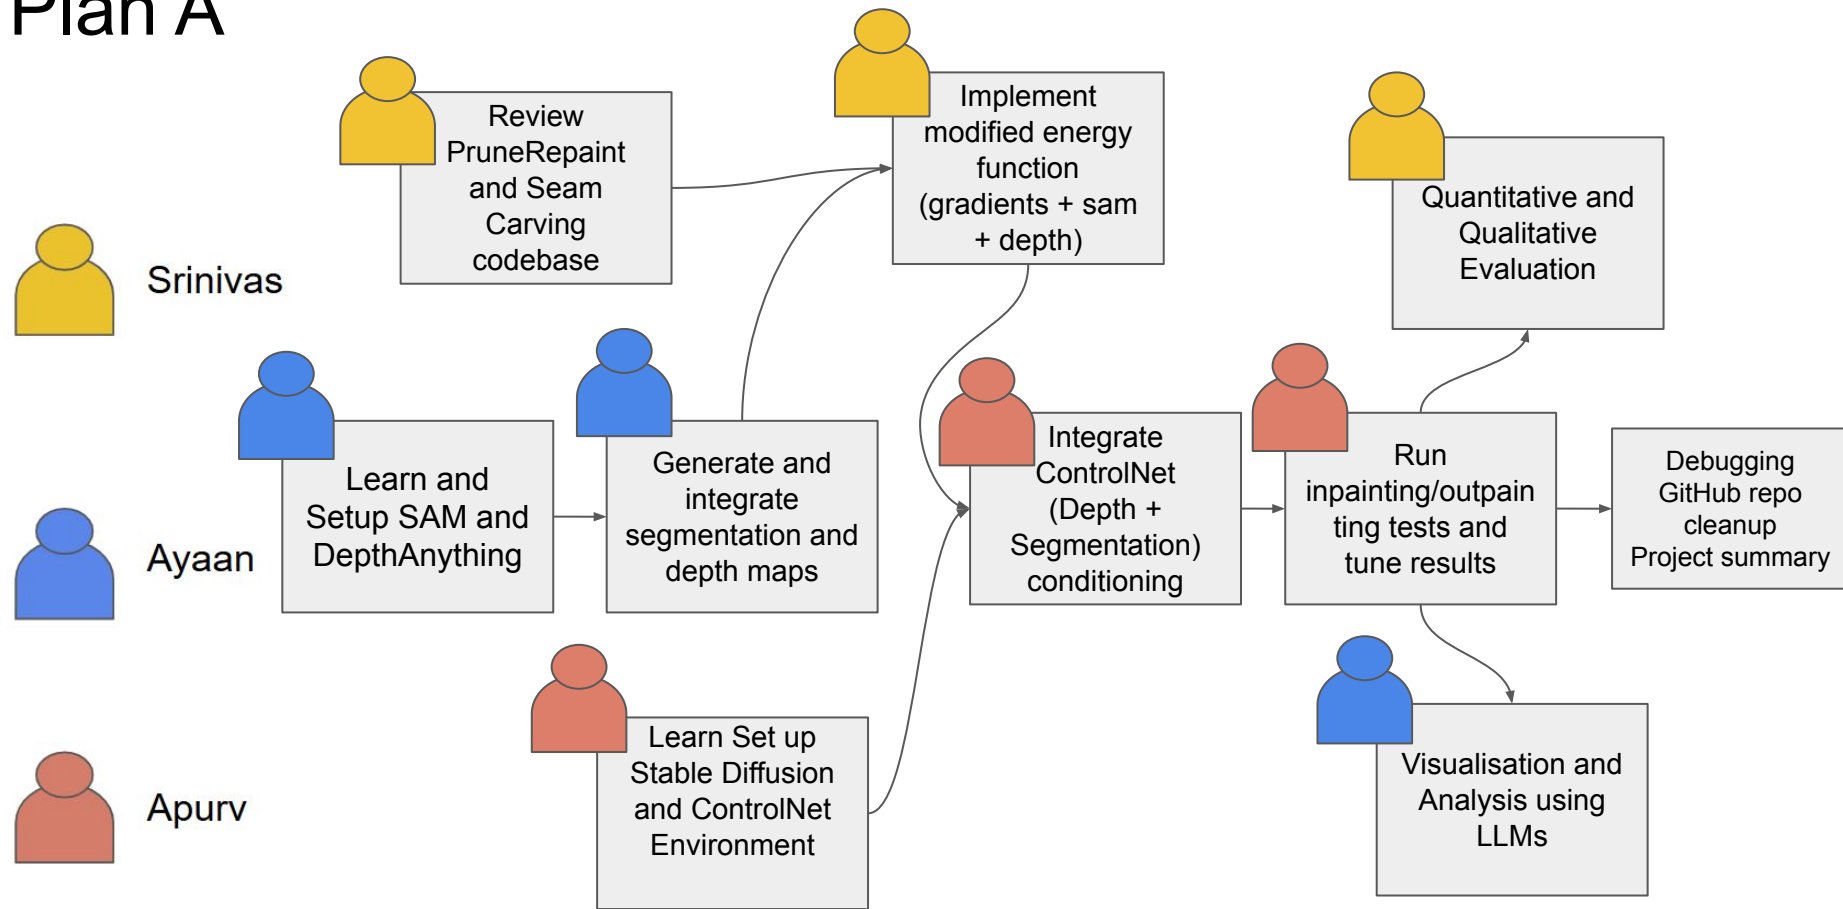 Plan A
Srinivas
Ayaan
Apurv
Review
PruneRepaint
and Seam
Carving
codebase
Implement
modified energy
function
(gradients + sam
+ depth)
Quantitative and
Qualitative
Evaluation
Learn and
Setup SAM and
DepthAnything
Generate and
integrate
segmentation and
depth maps
Integrate
ControlNet
(Depth +
Segmentation)
conditioning
Run
inpainting/outpain
ting tests and
tune results
Debugging
GitHub repo
cleanup
Project summary
Learn Set up
Stable Diffusion
and ControlNet
Environment
Visualisation and
Analysis using
LLMs